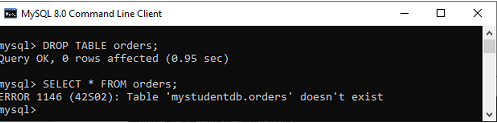 MySQL 8.0 Command Line Client
mysql> DROP TABLE orders;
Query OK, 0 rows affected (0.95 sec)
mysql> SELECT * FROM orders;
ERROR 1146 (42S02): Table 'mystudentdb.orders' doesn't exist
mysql>